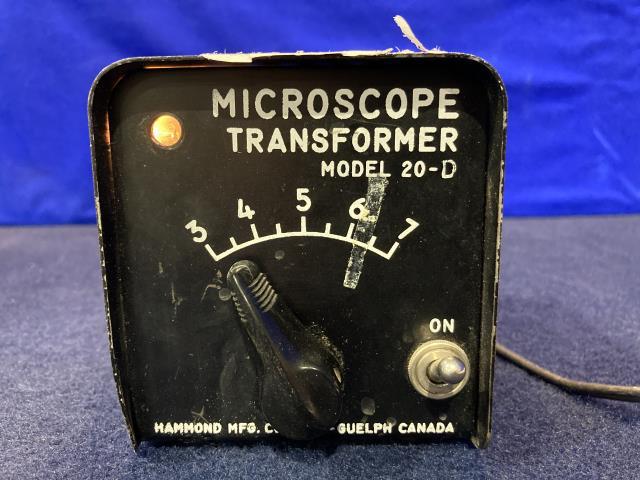 MICROSCOPE
TRANSFORMER
MODEL 20-D
3 4 5 6 7
ON
HAMMOND MFG. GUELPH CANADA